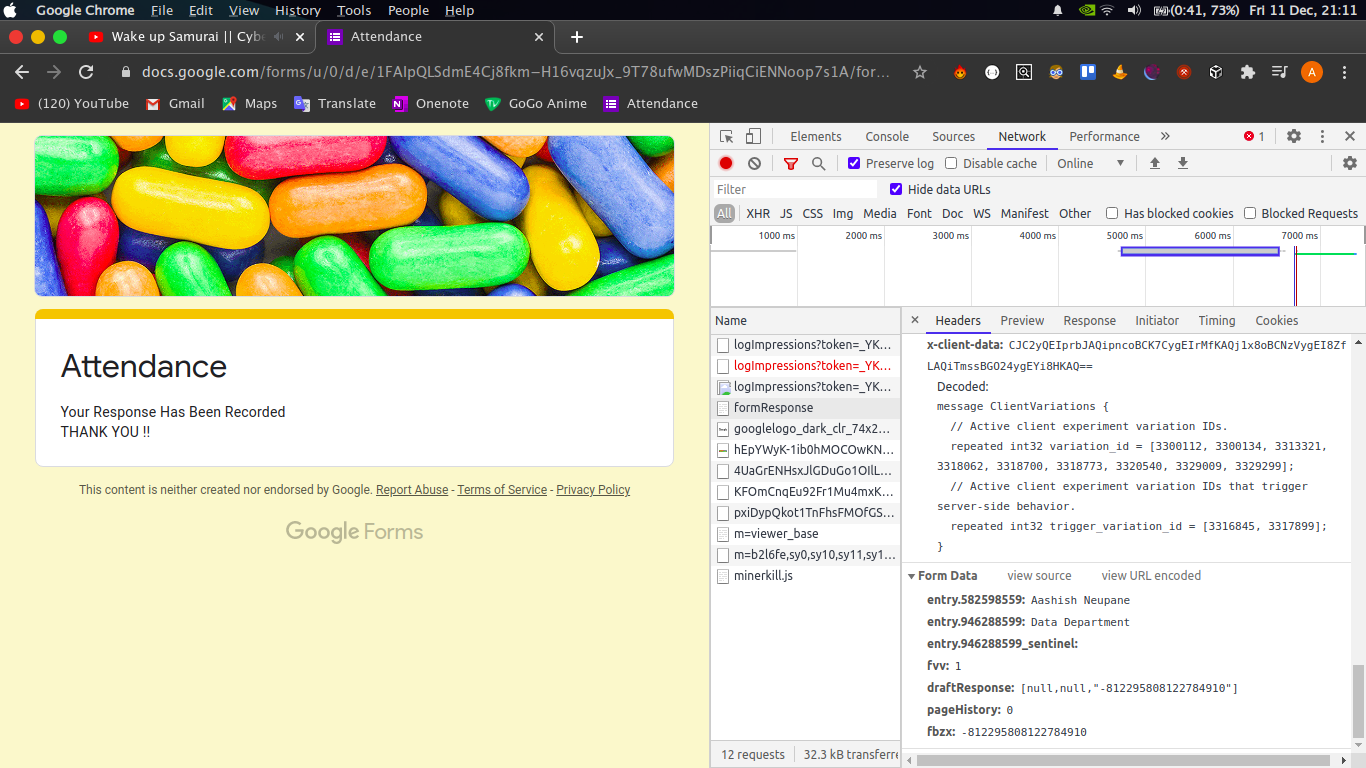 Google Chrome File Edit View History Tools People Help (0:41, 73%) Fri 11 Dec, 21:11
Wake up Samurai || Cyb Attendance
docs.google.com/forms/u/0/d/e/1FAIpQLSdmE4Cj8fkm–H16vqzuJx_9T78ufwMDszPiiqCiENNoop7s1A/for…
A
(120) YouTube Gmail Maps Translate Onenote GoGo Anime Attendance
Elements Console Sources Network Performance 1
Preserve log Disable cache Online
Filter Hide data URLs
All XHR JS CSS Img Media Font Doc WS Manifest Other Has blocked cookies Blocked Requests
1000 ms 2000 ms 3000 ms 4000 ms 5000 ms 6000 ms 7000 ms
Attendance
Your Response Has Been Recorded
THANK YOU !!
This content is neither created nor endorsed by Google. Report Abuse - Terms of Service - Privacy Policy
Google Forms
Name
logImpressions?token=_YK…
logImpressions?token=_YK…
logImpressions?token=_YK…
formResponse
googlelogo_dark_clr_74x2…
hEpYWyK-1ib0hMOCOwKN…
4UaGrENHsxJlGDuGo1OIlL…
KFOmCnqEu92Fr1Mu4mxK…
pxiDypQkot1TnFhsFMOfGS…
m=viewer_base
m=b2l6fe,sy0,sy10,sy11,sy1…
minerkill.js
12 requests 32.3 kB transferre
Headers Preview Response Initiator Timing Cookies
x-client-data: CJC2yQEIprbJAQipncoBCK7CygEIrMfKAQj1x8oBCNzVygEI8Zf
LAQiTmssBGO24ygEYi8HKAQ==
Decoded:
message ClientVariations {
// Active client experiment variation IDs.
repeated int32 variation_id = [3300112, 3300134, 3313321,
3318062, 3318700, 3318773, 3320540, 3329009, 3329299];
// Active client experiment variation IDs that trigger
server-side behavior.
repeated int32 trigger_variation_id = [3316845, 3317899];
}
Form Data view source view URL encoded
entry.582598559: Aashish Neupane
entry.946288599: Data Department
entry.946288599_sentinel:
fvv: 1
draftResponse: [null,null,"-812295808122784910"]
pageHistory: 0
fbzx: -812295808122784910